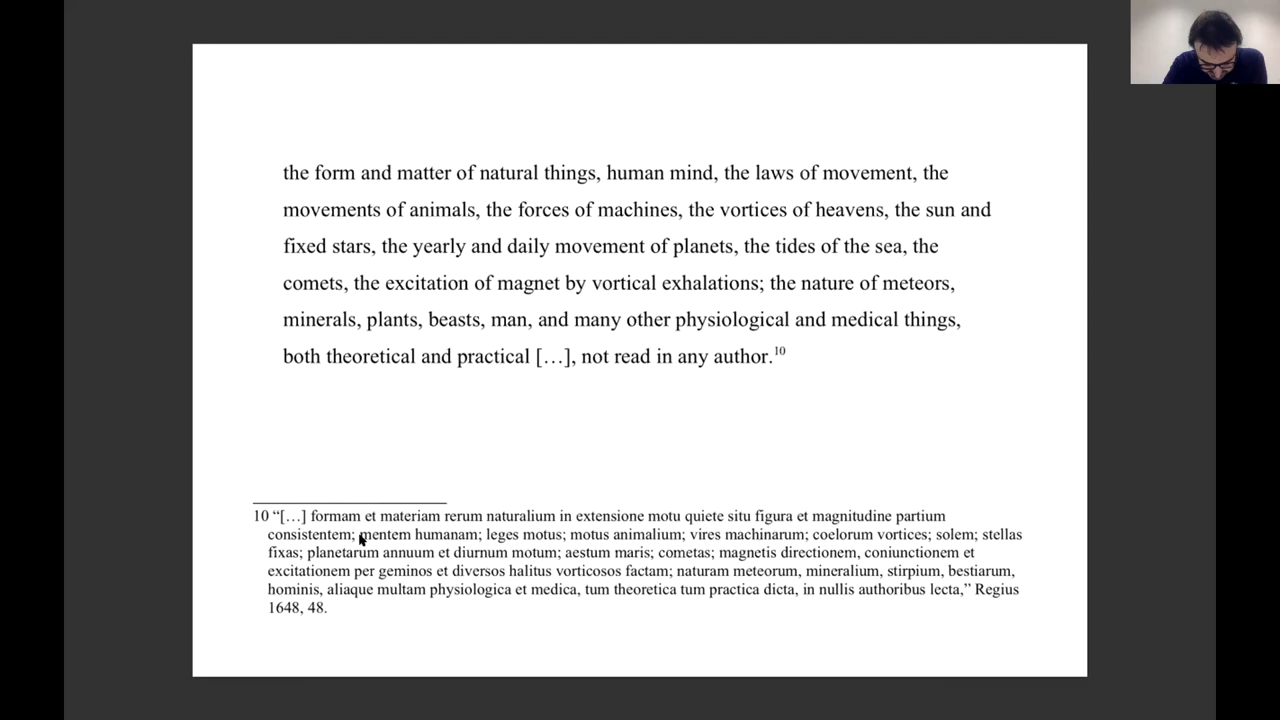 the form and matter of natural things, human mind, the laws of movement, the
movements of animals, the forces of machines, the vortices of heavens, the sun and
fixed stars, the yearly and daily movement of planets, the tides of the sea, the
comets, the excitation of magnet by vortical exhalations; the nature of meteors,
minerals, plants, beasts, man, and many other physiological and medical things,
both theoretical and practical […], not read in any author.10
10 “[…] formam et materiam rerum naturalium in extensione motu quiete situ figura et magnitudine partium
consistentem; mentem humanam; leges motus; motus animalium; vires machinarum; coelorum vortices; solem; stellas
fixas; planetarum annuum et diurnum motum; aestum maris; cometas; magnetis directionem, coniunctionem et
excitationem per geminos et diversos halitus vorticosos factam; naturam meteorum, mineralium, stirpium, bestiarum,
hominis, aliaque multam physiologica et medica, tum theoretica tum practica dicta, in nullis authoribus lecta,” Regius
1648, 48.